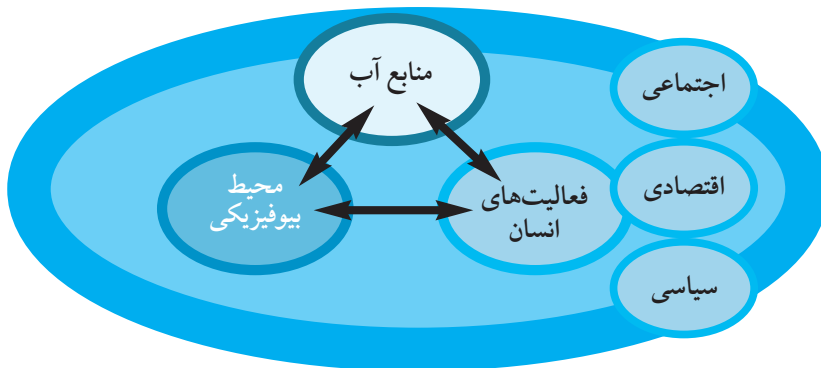 منابع آب
اجتماعی
اقتصادی
سیاسی
فعالیت‌های
انسان
محیط
بیوفیزیکی